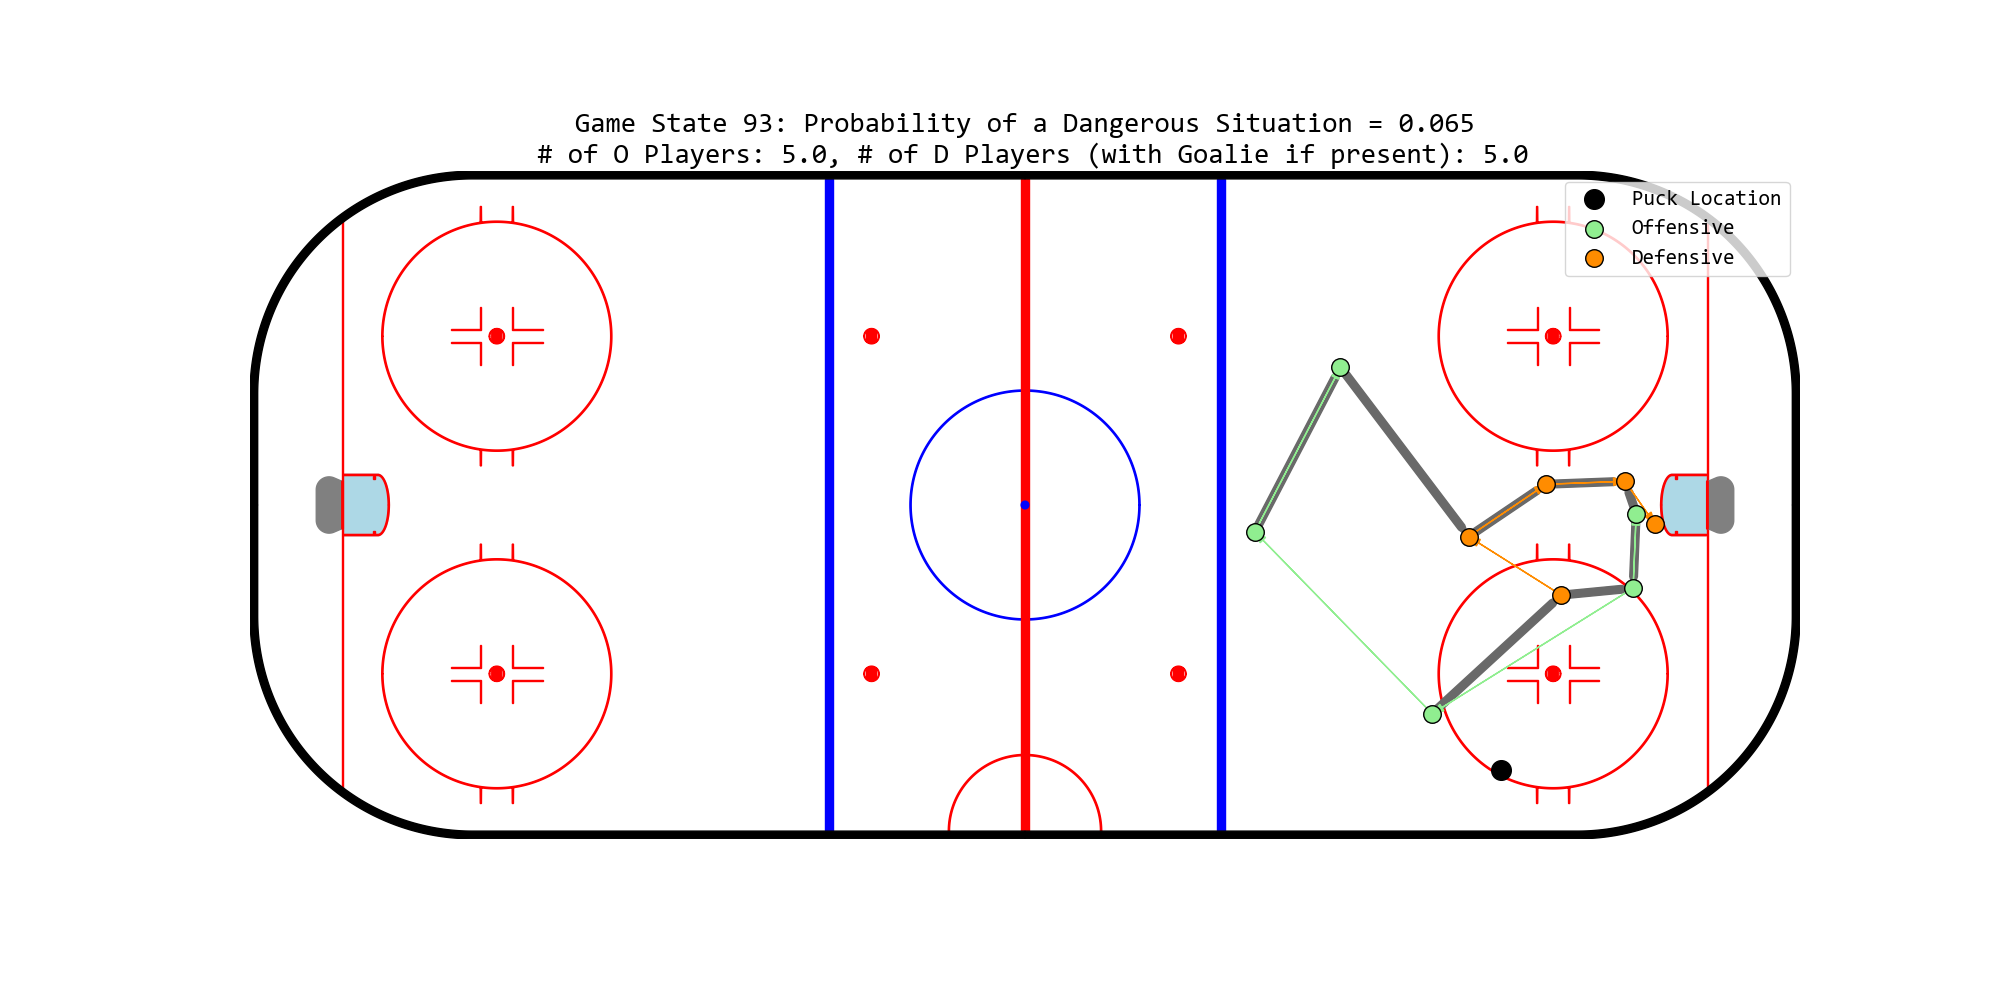 Game State 93: Probability of a Dangerous Situation = 0.065
# of O Players: 5.0, # of D Players (with Goalie if present): 5.0
Puck Location
Offensive
Defensive